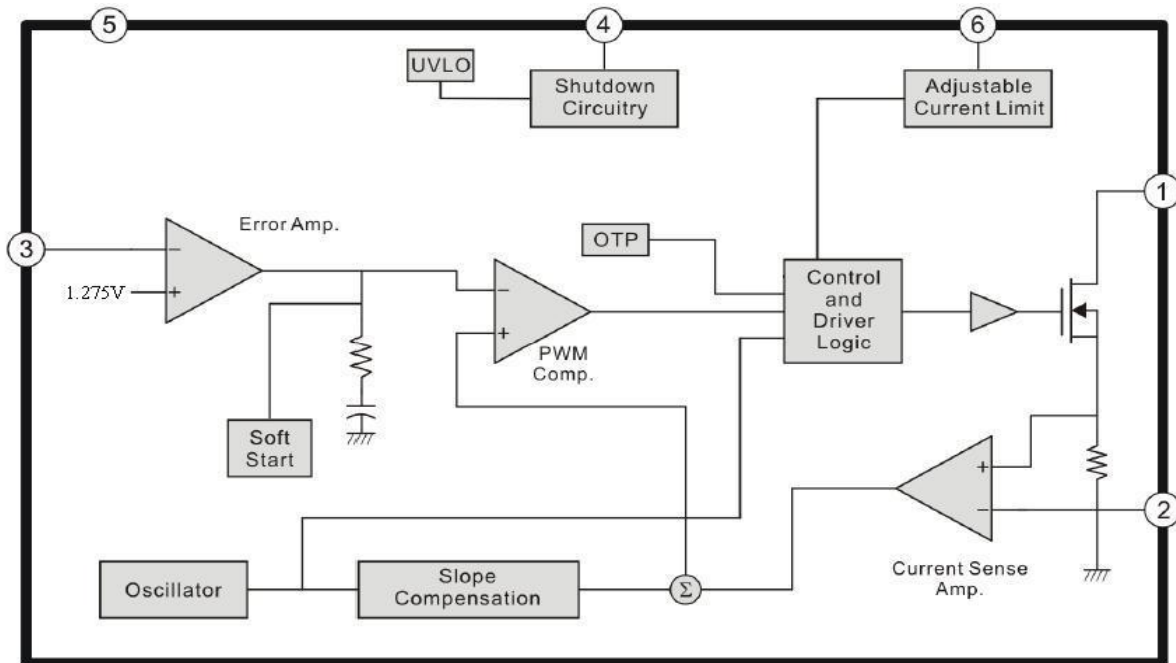 5
4
6
UVLO
Shutdown
Circuitry
Adjustable
Current Limit
1
Error Amp.
3
−
1.275V
+
OTP
−
+
PWM
Comp.
Control
and
Driver
Logic
Soft
Start
+
−
2
Current Sense
Amp.
Oscillator
Slope
Compensation
Σ